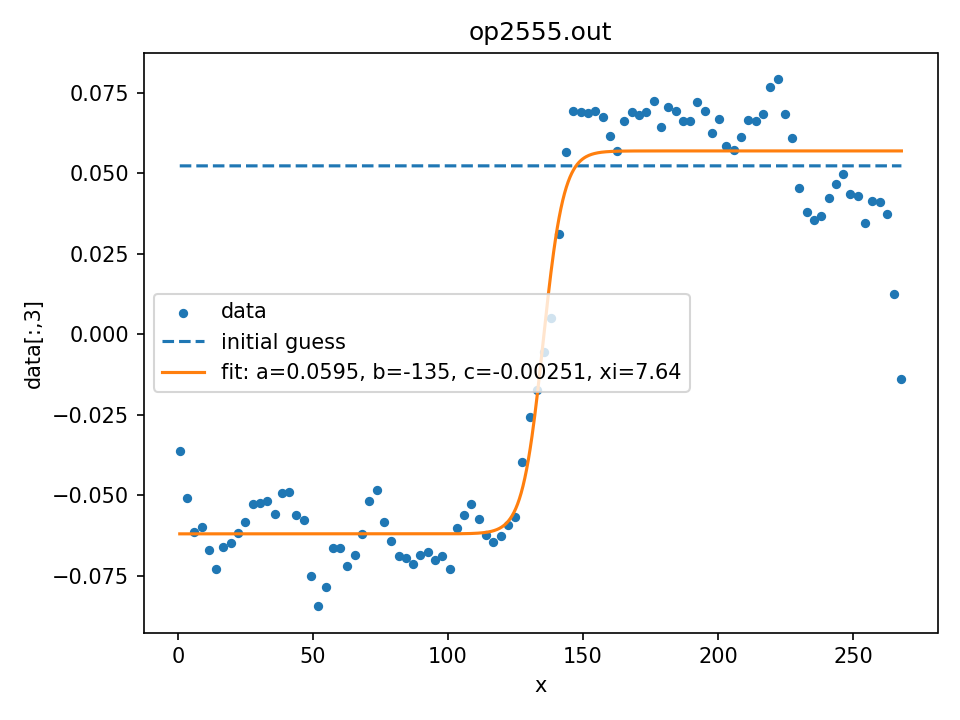 op2555.out
data[:,3]
0.075
0.050
0.025
0.000
−0.025
−0.050
−0.075
data
initial guess
fit: a=0.0595, b=-135, c=-0.00251, xi=7.64
0 50 100 150 200 250
x